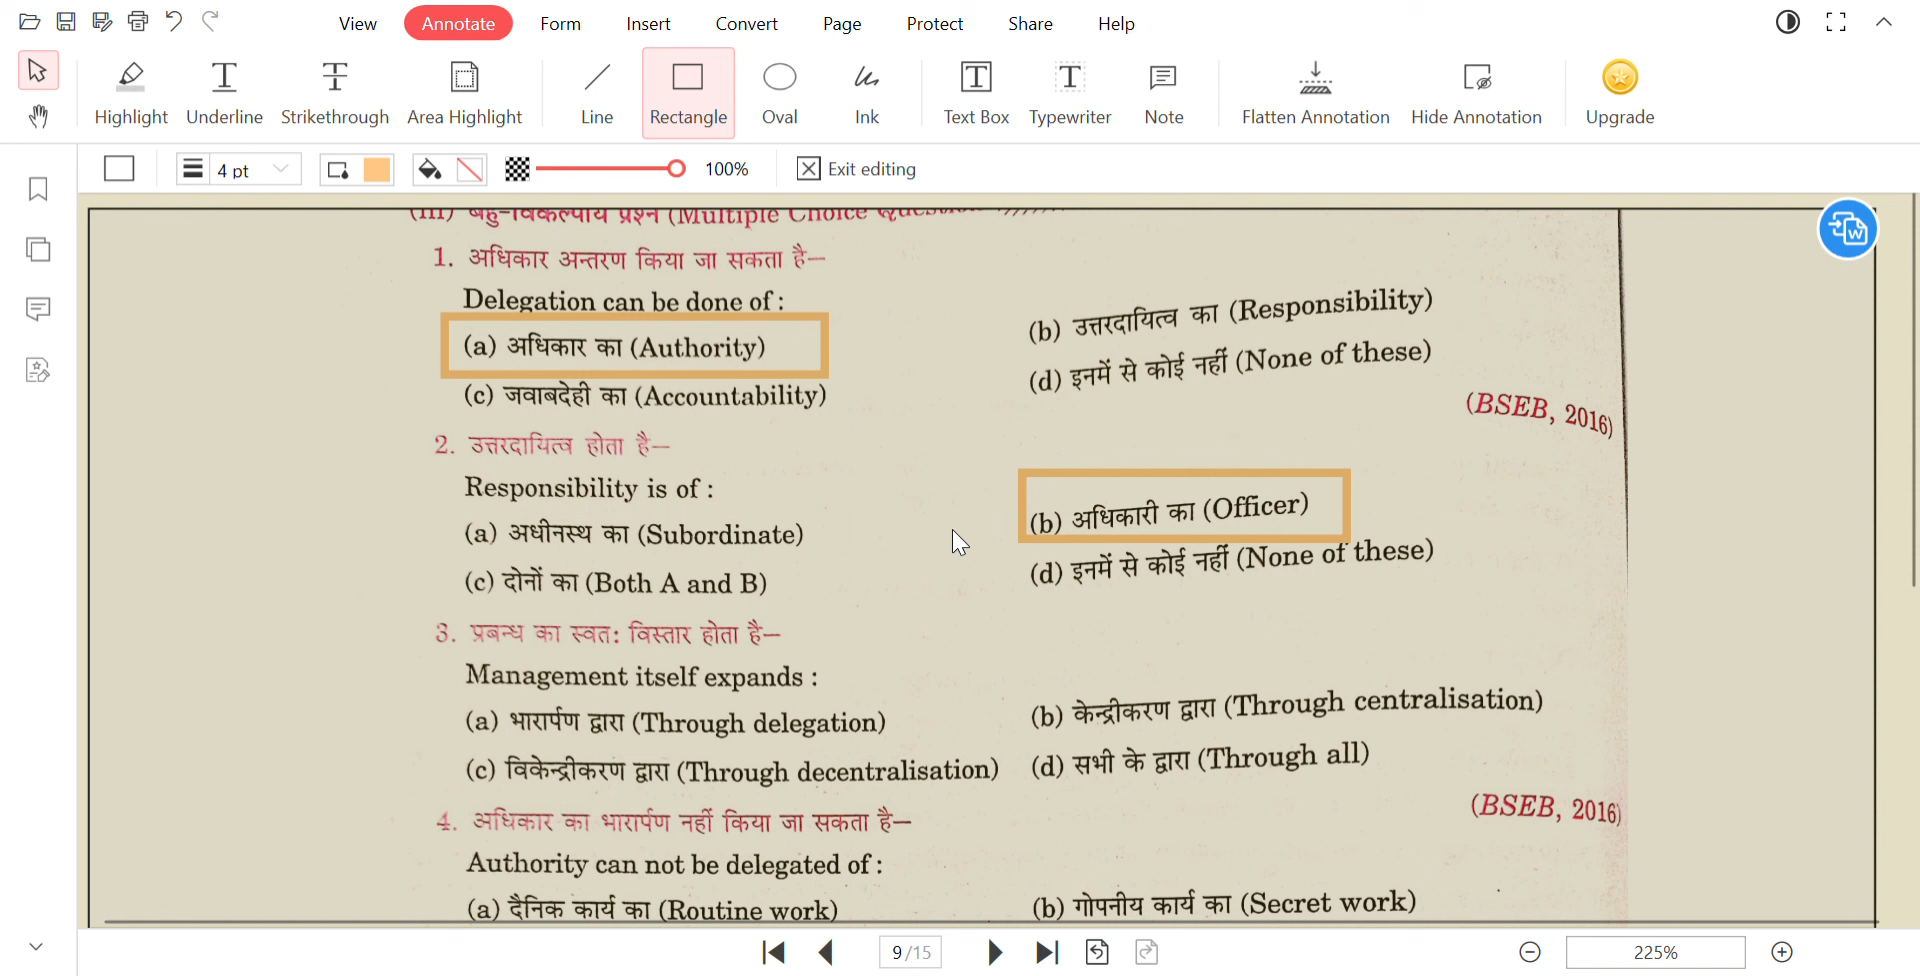 View Annotate Form Insert Convert Page Protect Share Help
Highlight Underline Strikethrough Area Highlight Line Rectangle Oval Ink Text Box Typewriter Note Flatten Annotation Hide Annotation Upgrade
4 pt 100% Exit editing
(III) बहु-विकल्पीय प्रश्न (Multiple Choice
1. अधिकार अन्तरण किया जा सकता है—
Delegation can be done of :
(a) अधिकार का (Authority) (b) उत्तरदायित्व का (Responsibility)
(c) जवाबदेही का (Accountability) (d) इनमें से कोई नहीं (None of these)
(BSEB, 2016)
2. उत्तरदायित्व होता है—
Responsibility is of :
(a) अधीनस्थ का (Subordinate) (b) अधिकारी का (Officer)
(c) दोनों का (Both A and B) (d) इनमें से कोई नहीं (None of these)
3. प्रबन्ध का स्वत: विस्तार होता है—
Management itself expands :
(a) भारार्पण द्वारा (Through delegation) (b) केन्द्रीकरण द्वारा (Through centralisation)
(c) विकेन्द्रीकरण द्वारा (Through decentralisation) (d) सभी के द्वारा (Through all)
(BSEB, 2016)
4. अधिकार का भारार्पण नहीं किया जा सकता है—
Authority can not be delegated of :
(a) दैनिक कार्य का (Routine work) (b) गोपनीय कार्य का (Secret work)
9/15 225%